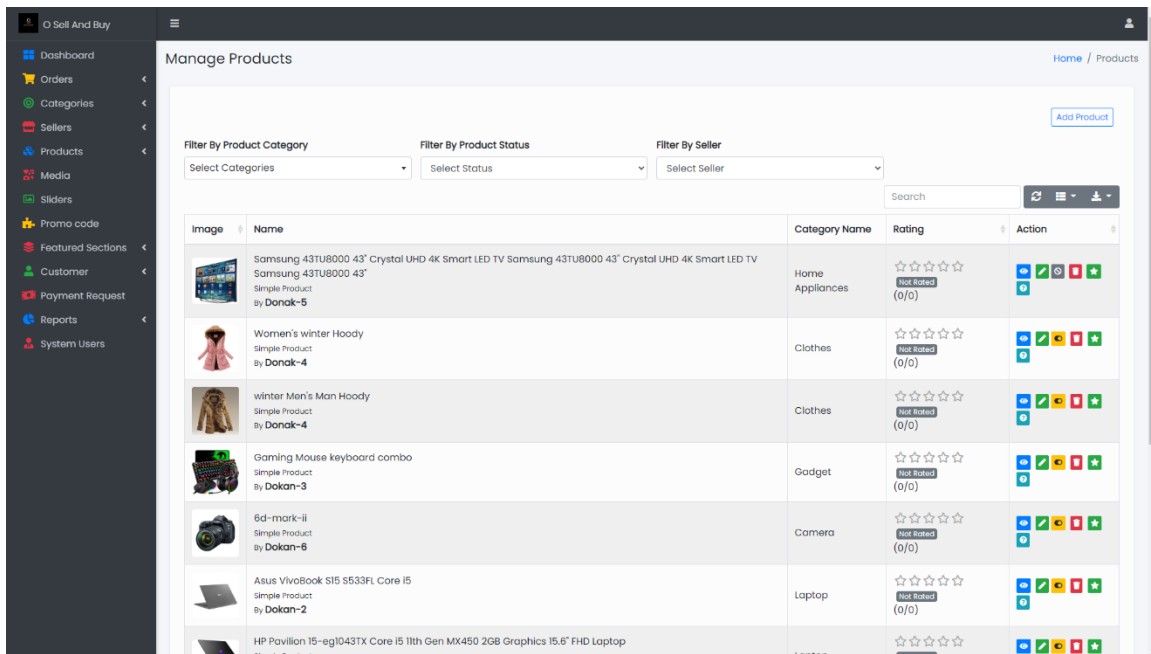 O Sell And Buy
Dashboard
Orders
Categories
Sellers
Products
Media
Sliders
Promo code
Featured Sections
Customer
Payment Request
Reports
System Users
Manage Products
Home / Products
Add Product
Filter By Product Category
Filter By Product Status
Filter By Seller
Select Categories
Select Status
Select Seller
Search
Image
Name
Category Name
Rating
Action
Samsung 43TU8000 43" Crystal UHD 4K Smart LED TV Samsung 43TU8000 43" Crystal UHD 4K Smart LED TV
Samsung 43TU8000 43"
Simple Product
By Donak-5
Home
Appliances
Not Rated
(0/0)
Women's winter Hoody
Simple Product
By Donak-4
Clothes
Not Rated
(0/0)
winter Men's Man Hoody
Simple Product
By Donak-4
Clothes
Not Rated
(0/0)
Gaming Mouse keyboard combo
Simple Product
By Dokan-3
Gadget
Not Rated
(0/0)
6d-mark-ii
Simple Product
By Dokan-6
Camera
Not Rated
(0/0)
Asus VivoBook S15 S533FL Core i5
Simple Product
By Dokan-2
Laptop
Not Rated
(0/0)
HP Pavilion 15-eg1043TX Core i5 11th Gen MX450 2GB Graphics 15.6" FHD Laptop